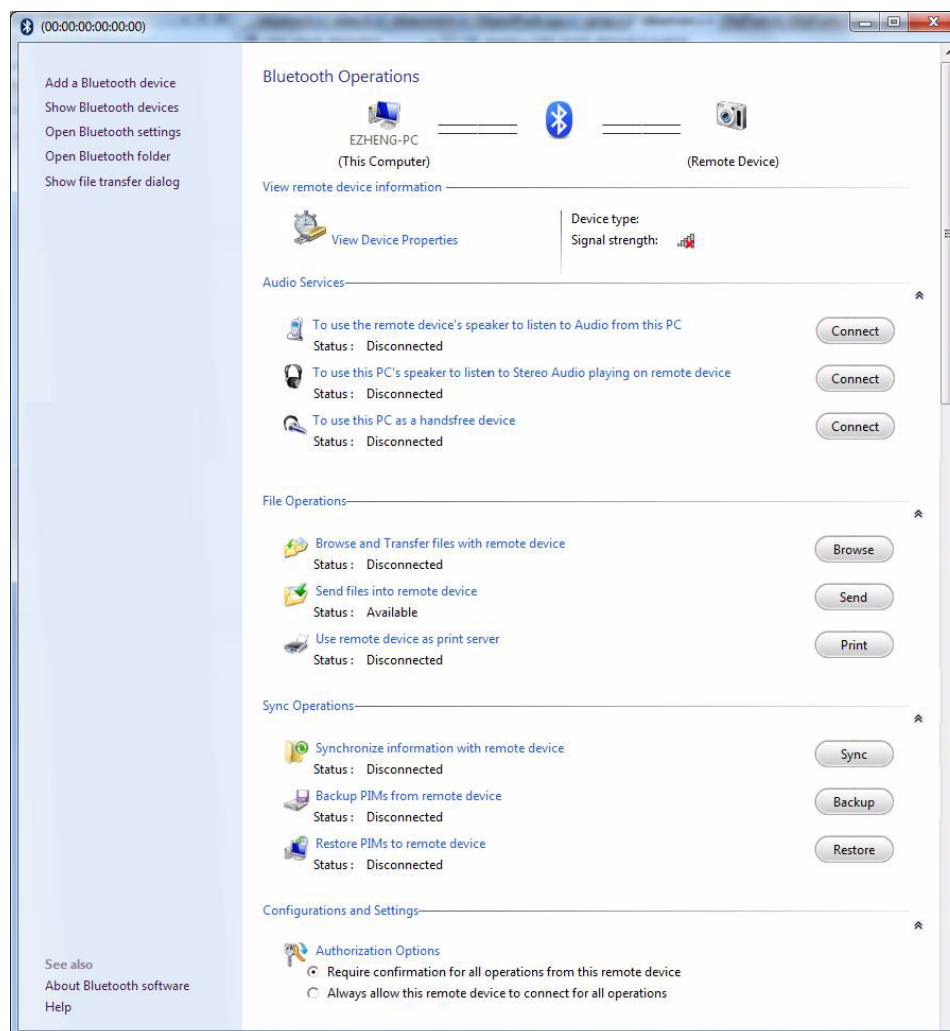 (00:00:00:00:00:00)
Add a Bluetooth device
Show Bluetooth devices
Open Bluetooth settings
Open Bluetooth folder
Show file transfer dialog
Bluetooth Operations
EZHENG-PC
(This Computer)
(Remote Device)
View remote device information
View Device Properties
Device type:
Signal strength:
Audio Services
To use the remote device's speaker to listen to Audio from this PC
Status : Disconnected
Connect
To use this PC's speaker to listen to Stereo Audio playing on remote device
Status : Disconnected
Connect
To use this PC as a handsfree device
Status : Disconnected
Connect
File Operations
Browse and Transfer files with remote device
Status : Disconnected
Browse
Send files into remote device
Status : Available
Send
Use remote device as print server
Status : Disconnected
Print
Sync Operations
Synchronize information with remote device
Status : Disconnected
Sync
Backup PIMs from remote device
Status : Disconnected
Backup
Restore PIMs to remote device
Status : Disconnected
Restore
Configurations and Settings
Authorization Options
Require confirmation for all operations from this remote device
Always allow this remote device to connect for all operations
See also
About Bluetooth software
Help